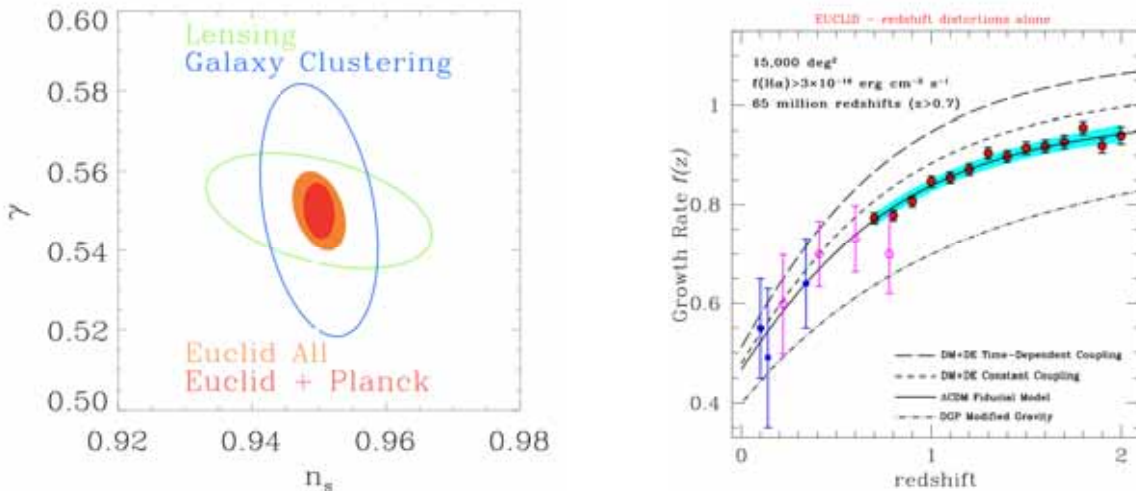 0.60
0.58
0.56
0.54
0.52
0.50
γ
Lensing
Galaxy Clustering
Euclid All
Euclid + Planck
0.92 0.94 0.96 0.98
n_s
EUCLID - redshift distortions alone
15,000 deg²
f(Hα)>3×10⁻¹⁶ erg cm⁻² s⁻¹
65 million redshifts (z>0.7)
1
0.8
0.6
0.4
Growth Rate f(z)
DM+DE Time-Dependent Coupling
DM+DE Constant Coupling
ΛCDM Fiducial Model
DGP Modified Gravity
0 1 2
redshift